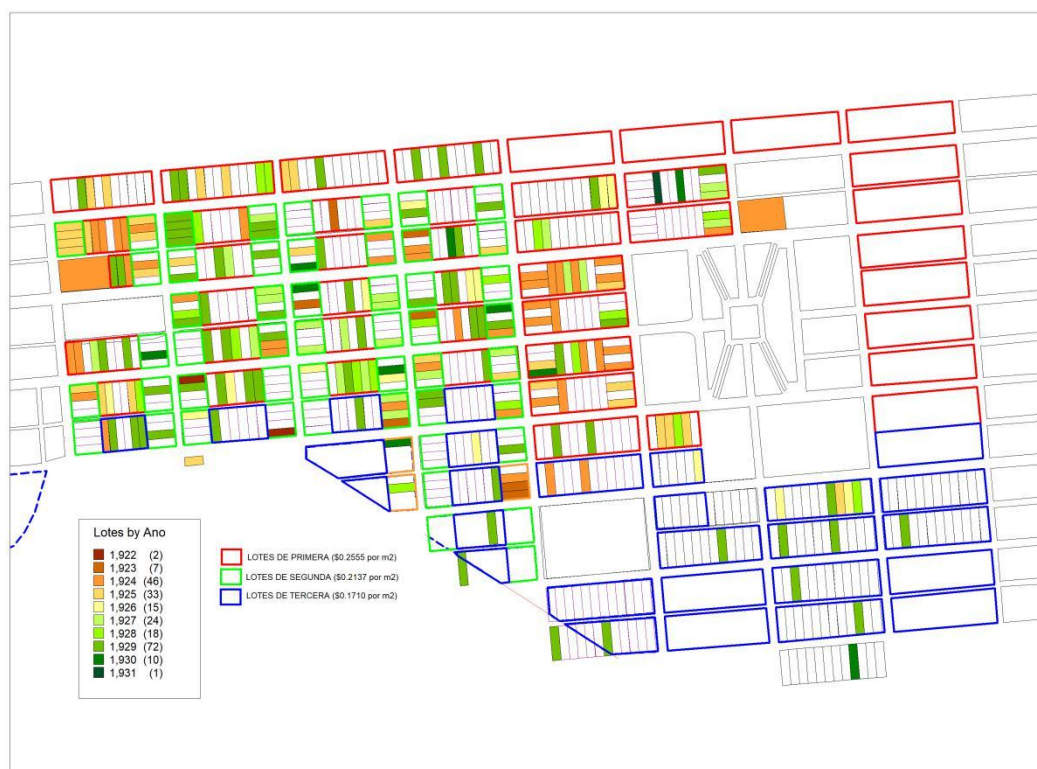 Lotes by Ano
1,922 (2)
1,923 (7)
1,924 (46)
1,925 (33)
1,926 (15)
1,927 (24)
1,928 (18)
1,929 (72)
1,930 (10)
1,931 (1)
LOTES DE PRIMERA ($0.2555 por m2)
LOTES DE SEGUNDA ($0.2137 por m2)
LOTES DE TERCERA ($0.1710 por m2)